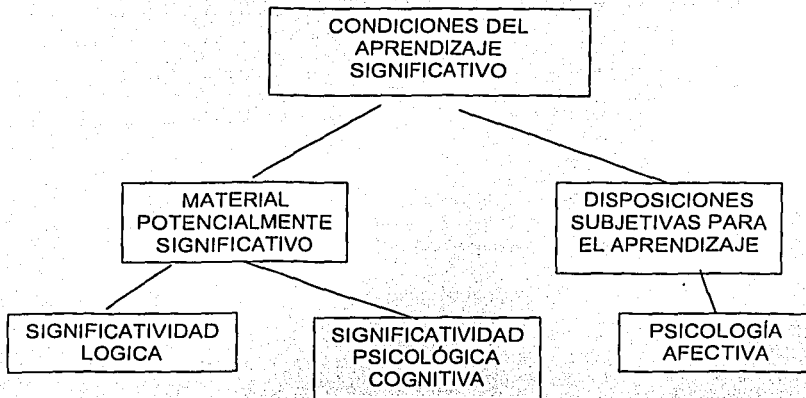 CONDICIONES DEL
APRENDIZAJE
SIGNIFICATIVO
MATERIAL
POTENCIALMENTE
SIGNIFICATIVO
DISPOSICIONES
SUBJETIVAS PARA
EL APRENDIZAJE
SIGNIFICATIVIDAD
LOGICA
SIGNIFICATIVIDAD
PSICOLÓGICA
COGNITIVA
PSICOLOGÍA
AFECTIVA